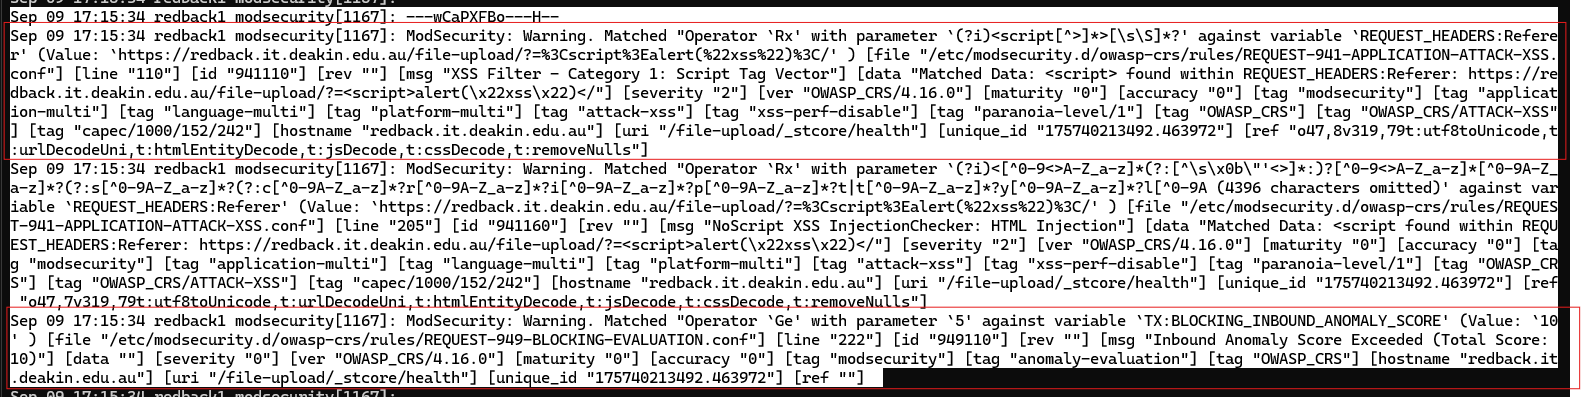 Sep 09 17:15:34 redback1 modsecurity[1167]: ---wCaPXFBo---H--
Sep 09 17:15:34 redback1 modsecurity[1167]: ModSecurity: Warning. Matched "Operator `Rx' with parameter `(?i)<script[^>]*>[\s\S]*?' against variable `REQUEST_HEADERS:Refere
r' (Value: `https://redback.it.deakin.edu.au/file-upload/?=%3Cscript%3Ealert(%22xss%22)%3C/' ) [file "/etc/modsecurity.d/owasp-crs/rules/REQUEST-941-APPLICATION-ATTACK-XSS.
conf"] [line "110"] [id "941110"] [rev ""] [msg "XSS Filter – Category 1: Script Tag Vector"] [data "Matched Data: <script> found within REQUEST_HEADERS:Referer: https://re
dback.it.deakin.edu.au/file-upload/?=<script>alert(\x22xss\x22)</"] [severity "2"] [ver "OWASP_CRS/4.16.0"] [maturity "0"] [accuracy "0"] [tag "modsecurity"] [tag "applicat
ion-multi"] [tag "language-multi"] [tag "platform-multi"] [tag "attack-xss"] [tag "xss-perf-disable"] [tag "paranoia-level/1"] [tag "OWASP_CRS"] [tag "OWASP_CRS/ATTACK-XSS"
] [tag "capec/1000/152/242"] [hostname "redback.it.deakin.edu.au"] [uri "/file-upload/_stcore/health"] [unique_id "175740213492.463972"] [ref "o47,8v319,79t:utf8toUnicode,t
:urlDecodeUni,t:htmlEntityDecode,t:jsDecode,t:cssDecode,t:removeNulls"]
Sep 09 17:15:34 redback1 modsecurity[1167]: ModSecurity: Warning. Matched "Operator `Rx' with parameter `(?i)<[^0-9<>A-Z_a-z]*(?:[^\s\x0b\"'<>]*:)?[^0-9<>A-Z_a-z]*[^0-9A-Z_
a-z]*?(?:s[^0-9A-Z_a-z]*?(?:c[^0-9A-Z_a-z]*?r[^0-9A-Z_a-z]*?i[^0-9A-Z_a-z]*?p[^0-9A-Z_a-z]*?t|t[^0-9A-Z_a-z]*?y[^0-9A-Z_a-z]*?l[^0-9A (4396 characters omitted)' against var
iable `REQUEST_HEADERS:Referer' (Value: `https://redback.it.deakin.edu.au/file-upload/?=%3Cscript%3Ealert(%22xss%22)%3C/' ) [file "/etc/modsecurity.d/owasp-crs/rules/REQUES
T-941-APPLICATION-ATTACK-XSS.conf"] [line "205"] [id "941160"] [rev ""] [msg "NoScript XSS InjectionChecker: HTML Injection"] [data "Matched Data: <script found within REQU
EST_HEADERS:Referer: https://redback.it.deakin.edu.au/file-upload/?=<script>alert(\x22xss\x22)</"] [severity "2"] [ver "OWASP_CRS/4.16.0"] [maturity "0"] [accuracy "0"] [ta
g "modsecurity"] [tag "application-multi"] [tag "language-multi"] [tag "platform-multi"] [tag "attack-xss"] [tag "xss-perf-disable"] [tag "paranoia-level/1"] [tag "OWASP_CR
S"] [tag "OWASP_CRS/ATTACK-XSS"] [tag "capec/1000/152/242"] [hostname "redback.it.deakin.edu.au"] [uri "/file-upload/_stcore/health"] [unique_id "175740213492.463972"] [ref
"o47,7v319,79t:utf8toUnicode,t:urlDecodeUni,t:htmlEntityDecode,t:jsDecode,t:cssDecode,t:removeNulls"]
Sep 09 17:15:34 redback1 modsecurity[1167]: ModSecurity: Warning. Matched "Operator `Ge' with parameter `5' against variable `TX:BLOCKING_INBOUND_ANOMALY_SCORE' (Value: `10
' ) [file "/etc/modsecurity.d/owasp-crs/rules/REQUEST-949-BLOCKING-EVALUATION.conf"] [line "222"] [id "949110"] [rev ""] [msg "Inbound Anomaly Score Exceeded (Total Score:
10)"] [data ""] [severity "0"] [ver "OWASP_CRS/4.16.0"] [maturity "0"] [accuracy "0"] [tag "modsecurity"] [tag "anomaly-evaluation"] [tag "OWASP_CRS"] [hostname "redback.it
.deakin.edu.au"] [uri "/file-upload/_stcore/health"] [unique_id "175740213492.463972"] [ref ""]
Sep 09 17:15:34 redback1 modsecurity[1167]: